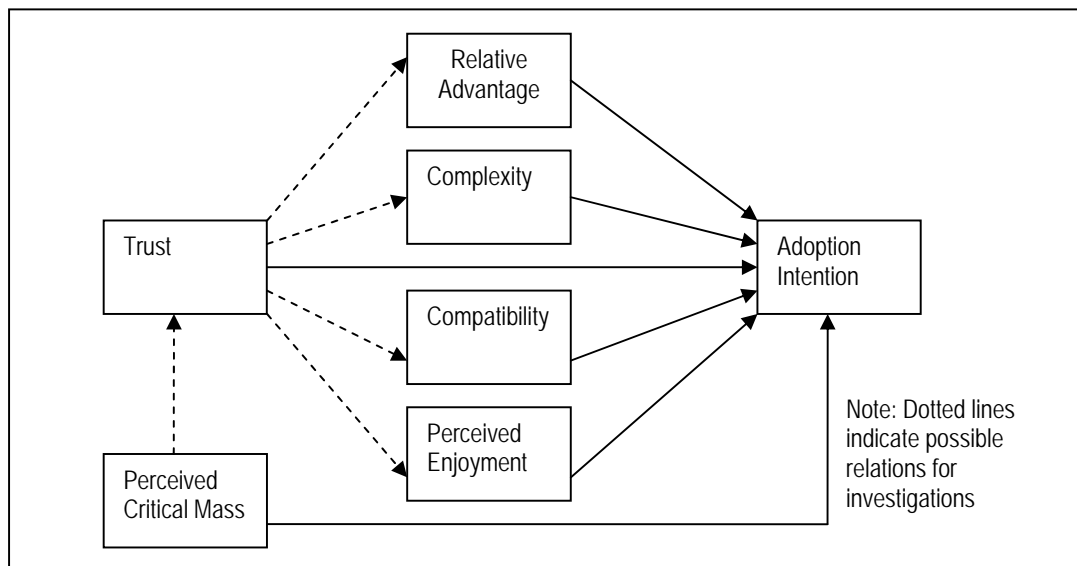 Relative
Advantage
Complexity
Trust
Adoption
Intention
Compatibility
Perceived
Enjoyment
Note: Dotted lines
indicate possible
relations for
investigations
Perceived
Critical Mass